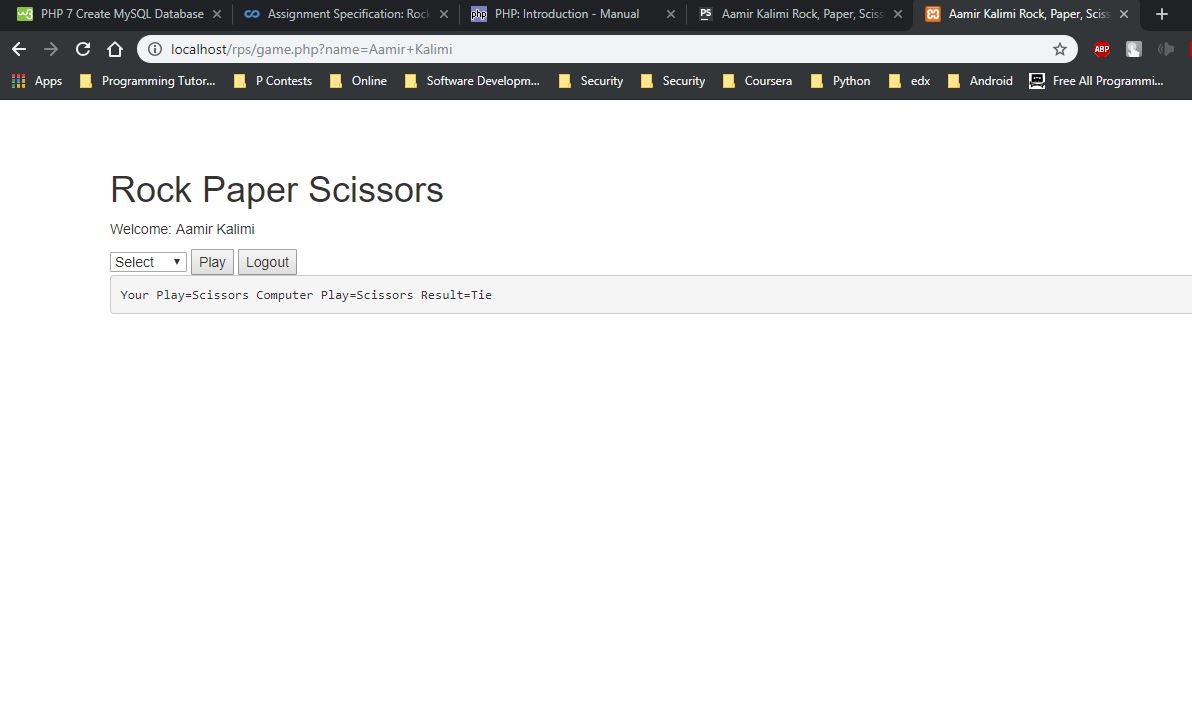 PHP 7 Create MySQL Database
Assignment Specification: Rock
php PHP: Introduction - Manual
PS Aamir Kalimi Rock, Paper, Sciss
Aamir Kalimi Rock, Paper, Sciss
localhost/rps/game.php?name=Aamir+Kalimi
ABP
Apps Programming Tutor... P Contests Online Software Developm... Security Security Coursera Python edx Android Free All Programmi...
Rock Paper Scissors
Welcome: Aamir Kalimi
Select Play Logout
Your Play=Scissors Computer Play=Scissors Result=Tie